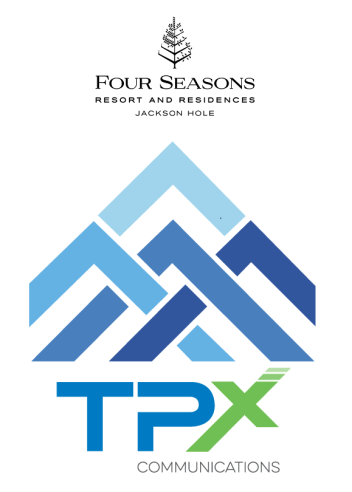 FOUR SEASONS
RESORT AND RESIDENCES
JACKSON HOLE
TPX
COMMUNICATIONS